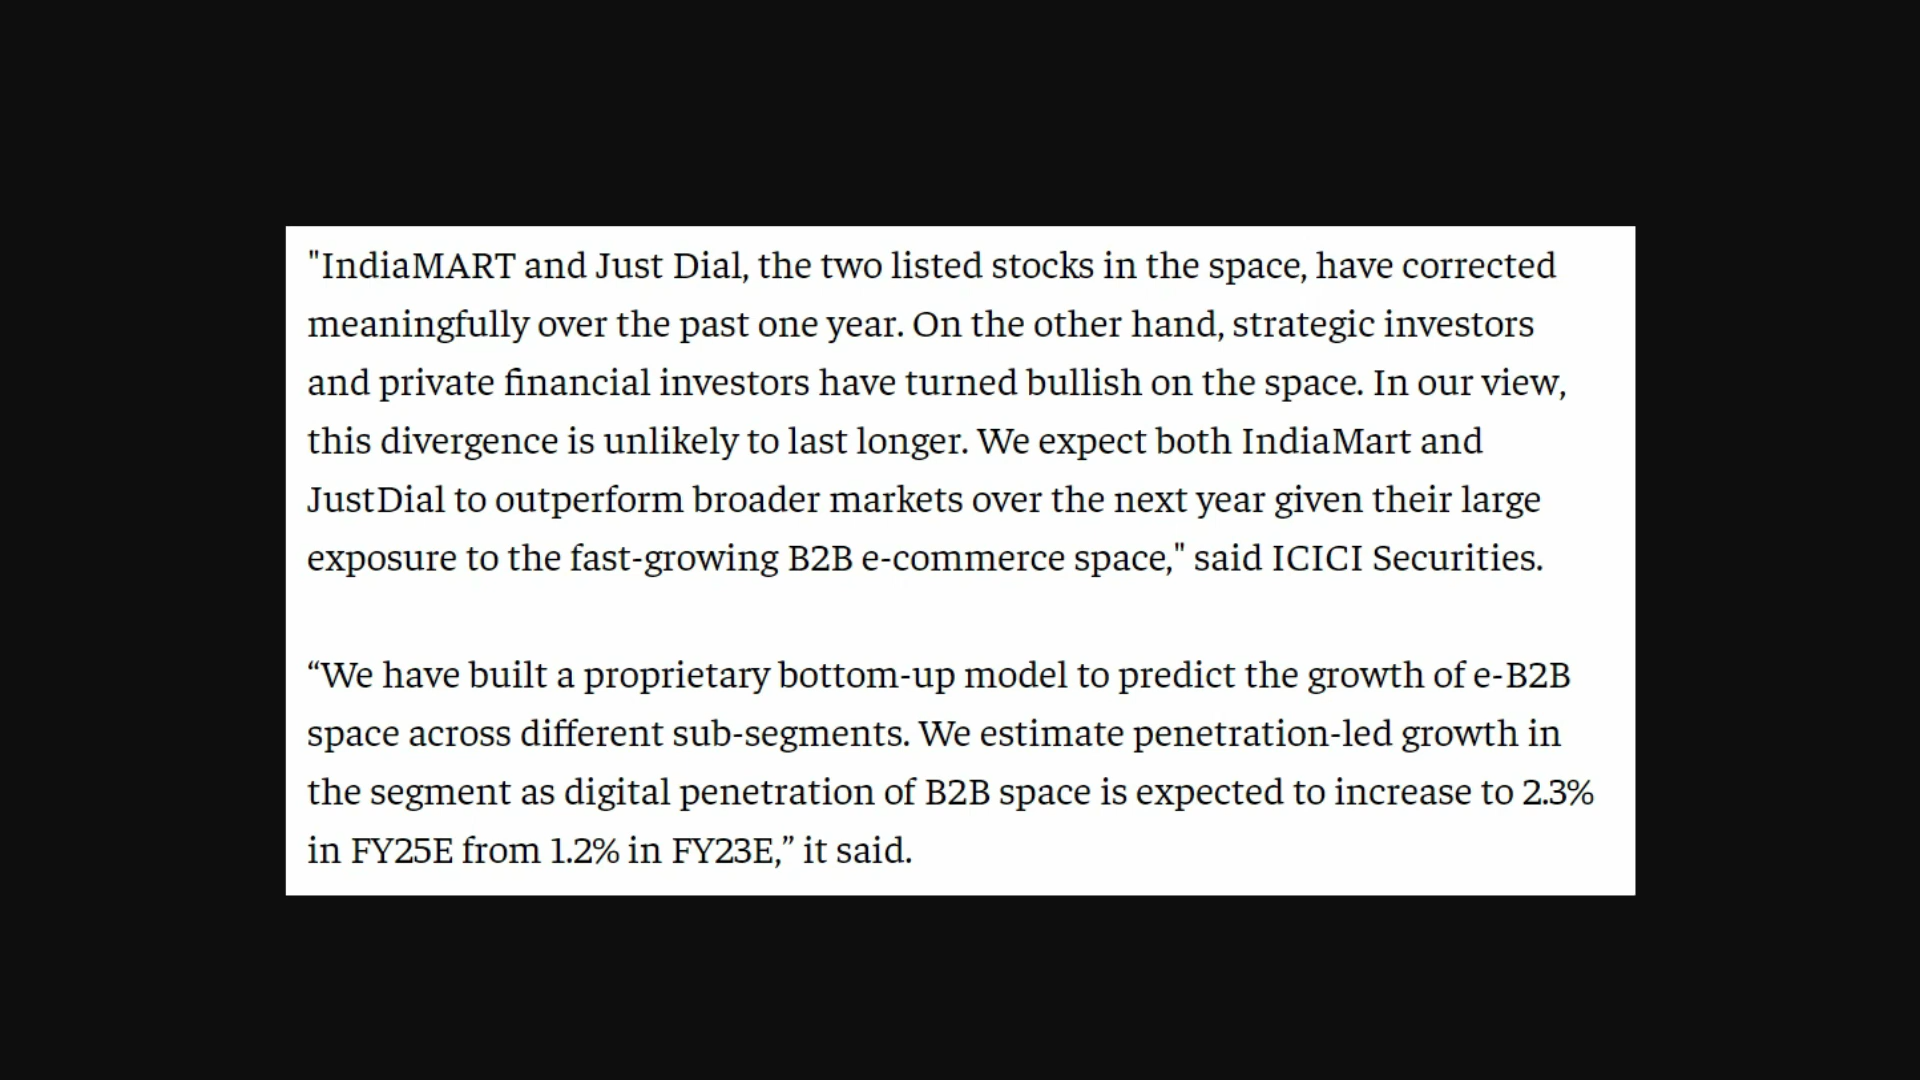 "IndiaMART and Just Dial, the two listed stocks in the space, have corrected
meaningfully over the past one year. On the other hand, strategic investors
and private financial investors have turned bullish on the space. In our view,
this divergence is unlikely to last longer. We expect both IndiaMart and
JustDial to outperform broader markets over the next year given their large
exposure to the fast-growing B2B e-commerce space," said ICICI Securities.
“We have built a proprietary bottom-up model to predict the growth of e-B2B
space across different sub-segments. We estimate penetration-led growth in
the segment as digital penetration of B2B space is expected to increase to 2.3%
in FY25E from 1.2% in FY23E,” it said.